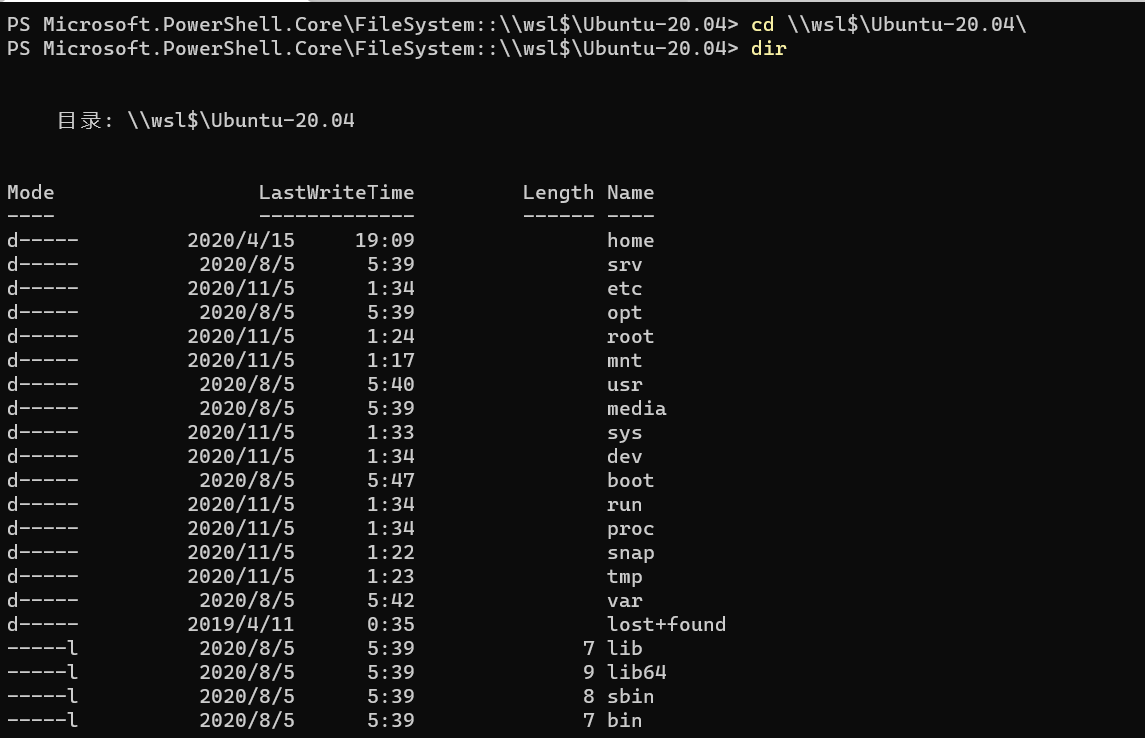 PS Microsoft.PowerShell.Core\FileSystem::\\wsl$\Ubuntu-20.04> cd \\wsl$\Ubuntu-20.04\
PS Microsoft.PowerShell.Core\FileSystem::\\wsl$\Ubuntu-20.04> dir
目录: \\wsl$\Ubuntu-20.04
Mode                 LastWriteTime         Length Name
----                 -------------         ------ ----
d-----         2020/4/15     19:09                home
d-----          2020/8/5      5:39                srv
d-----         2020/11/5      1:34                etc
d-----          2020/8/5      5:39                opt
d-----         2020/11/5      1:24                root
d-----         2020/11/5      1:17                mnt
d-----          2020/8/5      5:40                usr
d-----          2020/8/5      5:39                media
d-----         2020/11/5      1:33                sys
d-----         2020/11/5      1:34                dev
d-----          2020/8/5      5:47                boot
d-----         2020/11/5      1:34                run
d-----         2020/11/5      1:34                proc
d-----         2020/11/5      1:22                snap
d-----         2020/11/5      1:23                tmp
d-----          2020/8/5      5:42                var
d-----         2019/4/11      0:35                lost+found
-----l          2020/8/5      5:39              7 lib
-----l          2020/8/5      5:39              9 lib64
-----l          2020/8/5      5:39              8 sbin
-----l          2020/8/5      5:39              7 bin